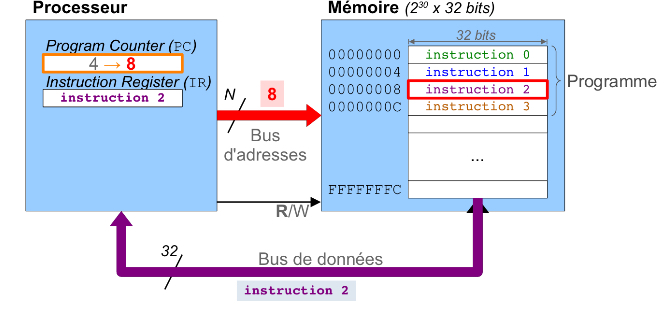 Processeur
Mémoire (2³⁰ x 32 bits)
Program Counter (PC)
4 → 8
Instruction Register (IR)
instruction 2
32 bits
00000000 instruction 0
00000004 instruction 1
00000008 instruction 2
0000000C instruction 3
Programme
...
FFFFFFFC
N 8
Bus
d'adresses
R/W
32
Bus de données
instruction 2